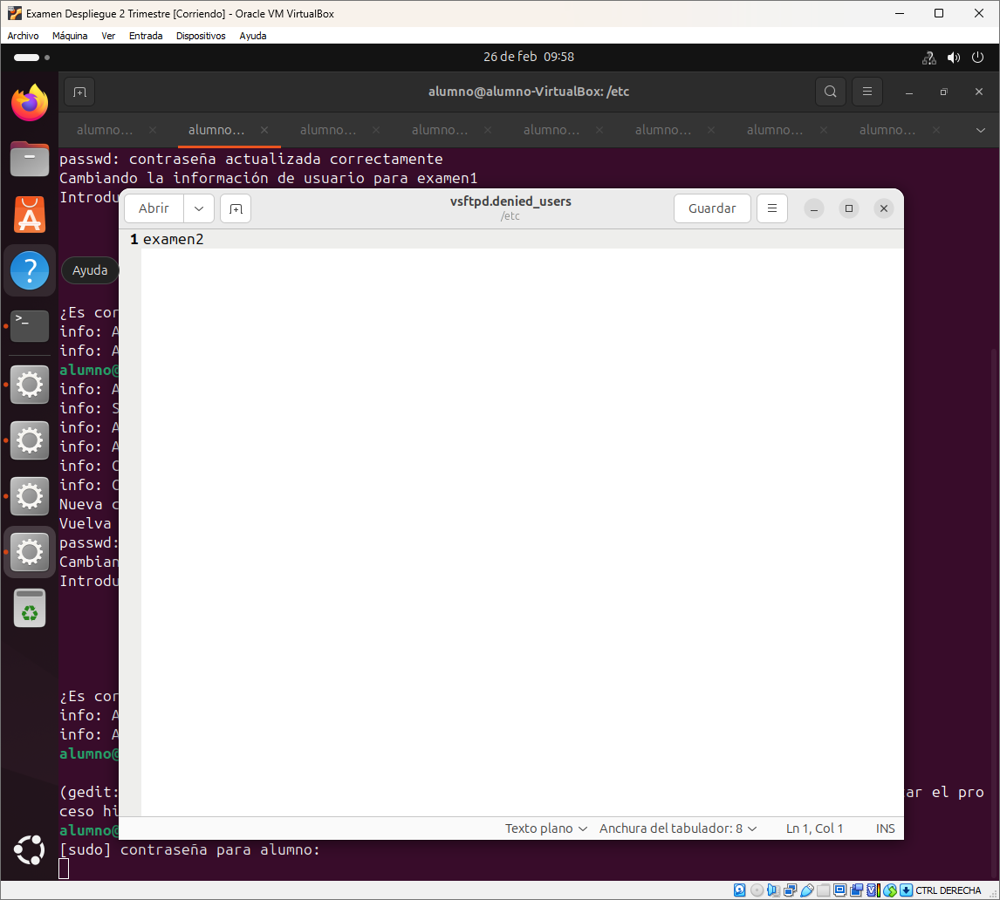 Examen Despliegue 2 Trimestre [Corriendo] - Oracle VM VirtualBox
Archivo Máquina Ver Entrada Dispositivos Ayuda
26 de feb 09:58
alumno@alumno-VirtualBox: /etc
alumno... alumno... alumno... alumno... alumno... alumno... alumno... alumno...
passwd: contraseña actualizada correctamente
Cambiando la información de usuario para examen1
Introdu
Abrir
vsftpd.denied_users
/etc
Guardar
1 examen2
Ayuda
¿Es cor
info: A
info: A
alumno@
info: A
info: S
info: A
info: A
info: C
info: C
Nueva c
Vuelva
passwd:
Cambian
Introdu
¿Es cor
info: A
info: A
alumno@
(gedit: ar el pro
ceso hi
alumno@
Texto plano Anchura del tabulador: 8 Ln 1, Col 1 INS
[sudo] contraseña para alumno:
CTRL DERECHA